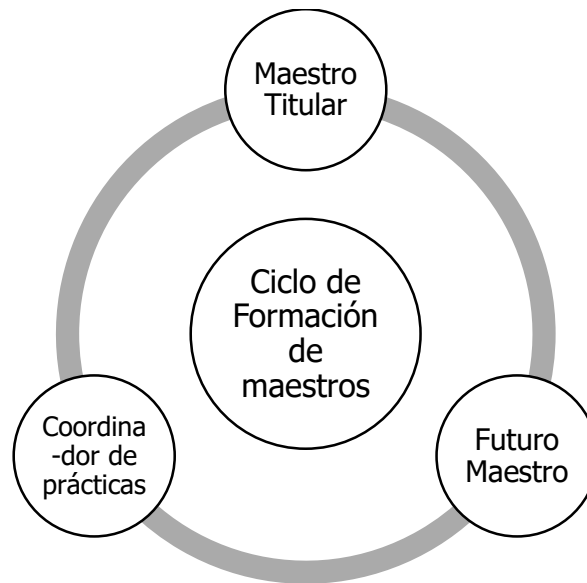 Maestro
Titular
Ciclo de
Formación
de
maestros
Coordina
-dor de
prácticas
Futuro
Maestro